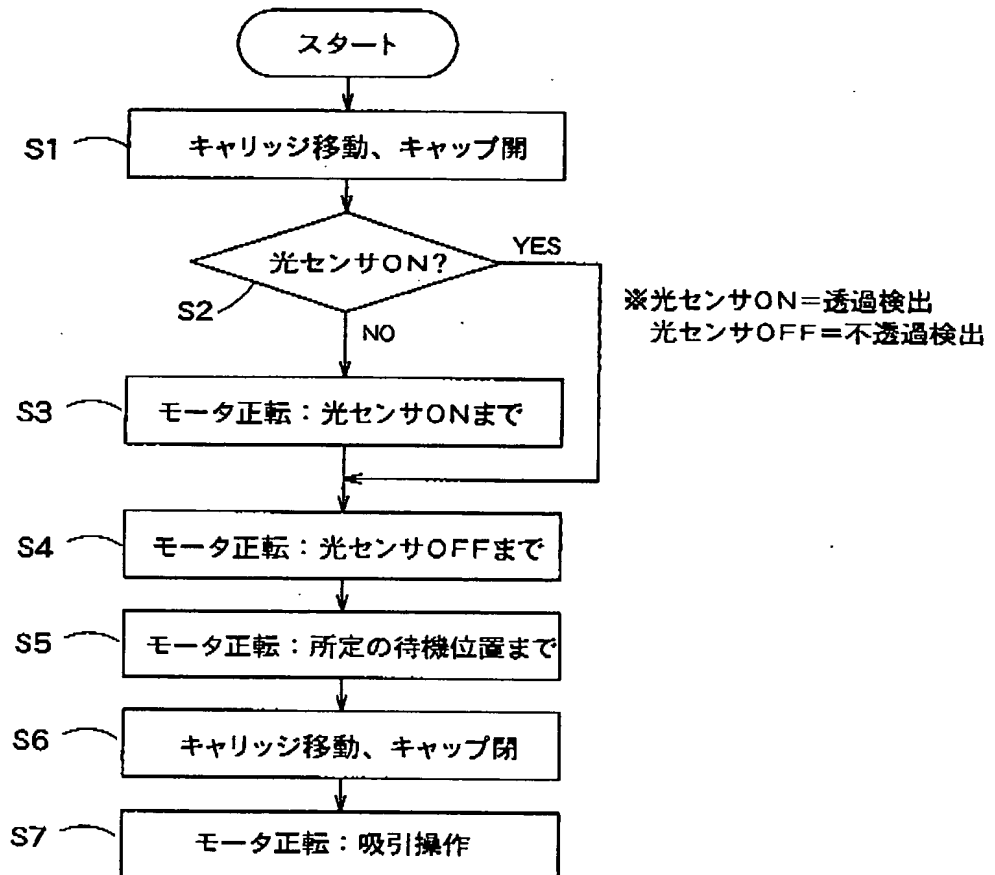 スタート
S1
キャリッジ移動、キャップ開
光センサON?
YES
S2
※光センサON=透過検出
光センサOFF=不透過検出
NO
S3
モータ正転:光センサONまで
S4
モータ正転:光センサOFFまで
S5
モータ正転:所定の待機位置まで
S6
キャリッジ移動、キャップ閉
S7
モータ正転:吸引操作